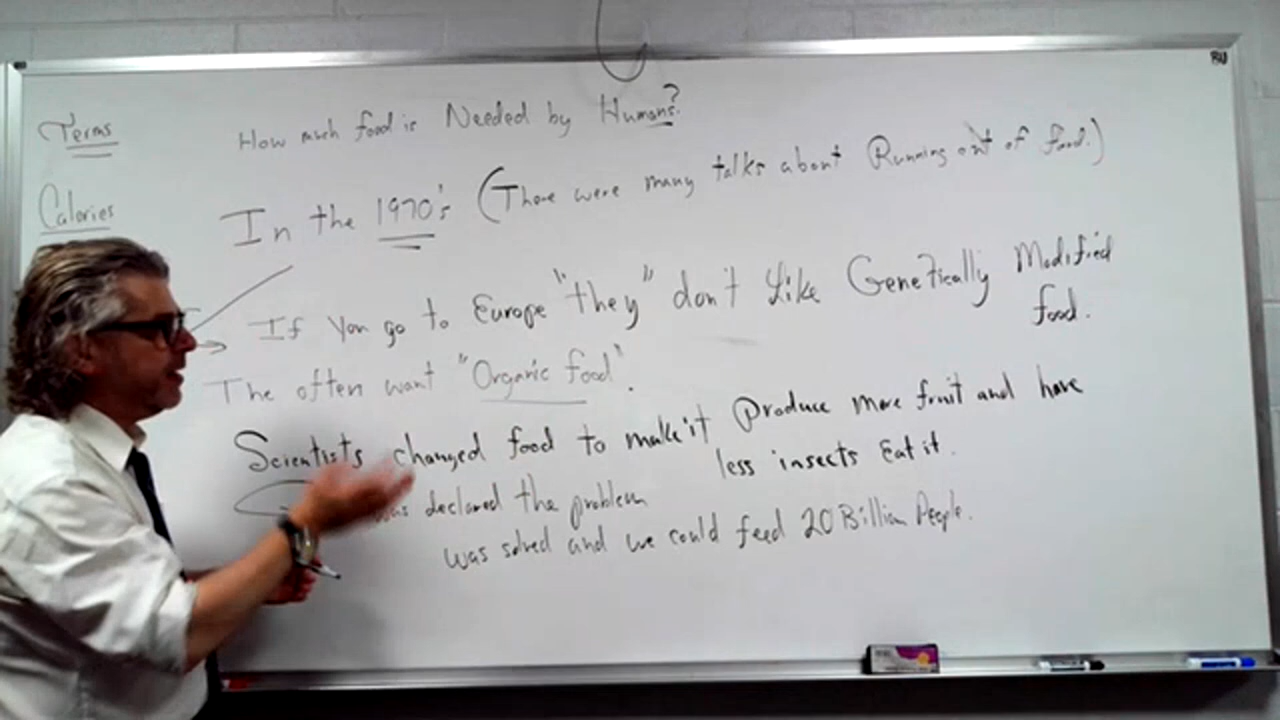 Terms
How much food is Needed by Humans?
Calories
In the 1970's (There were many talks about Running out of food.)
If You go to Europe "they" don't like Genetically Modified
food.
The often want "Organic food".
Scientists changed food to make it Produce more fruit and have
less insects Eat it.
was declared the problem
was solved and we could feed 20 Billion People.
BU